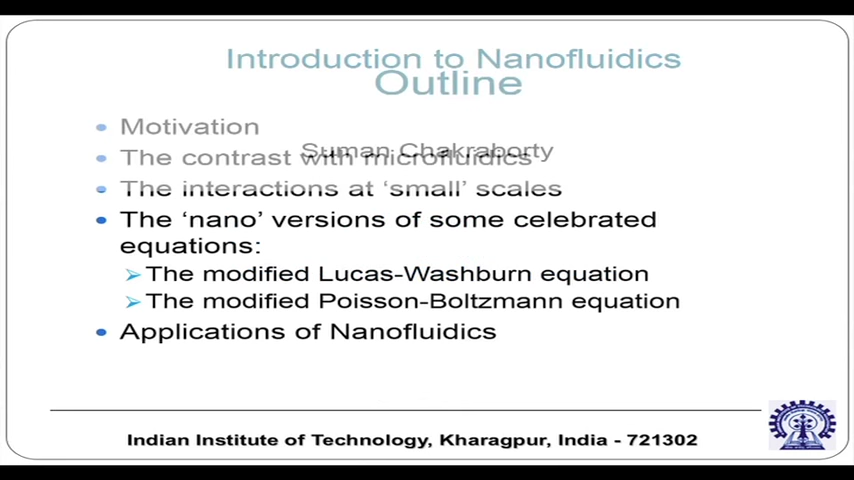 Introduction to Nanofluidics
Outline
Motivation
Suman Chakraborty
The contrast with microfluidics
The interactions at 'small' scales
The 'nano' versions of some celebrated
equations:
The modified Lucas-Washburn equation
The modified Poisson-Boltzmann equation
Applications of Nanofluidics
Indian Institute of Technology, Kharagpur, India - 721302